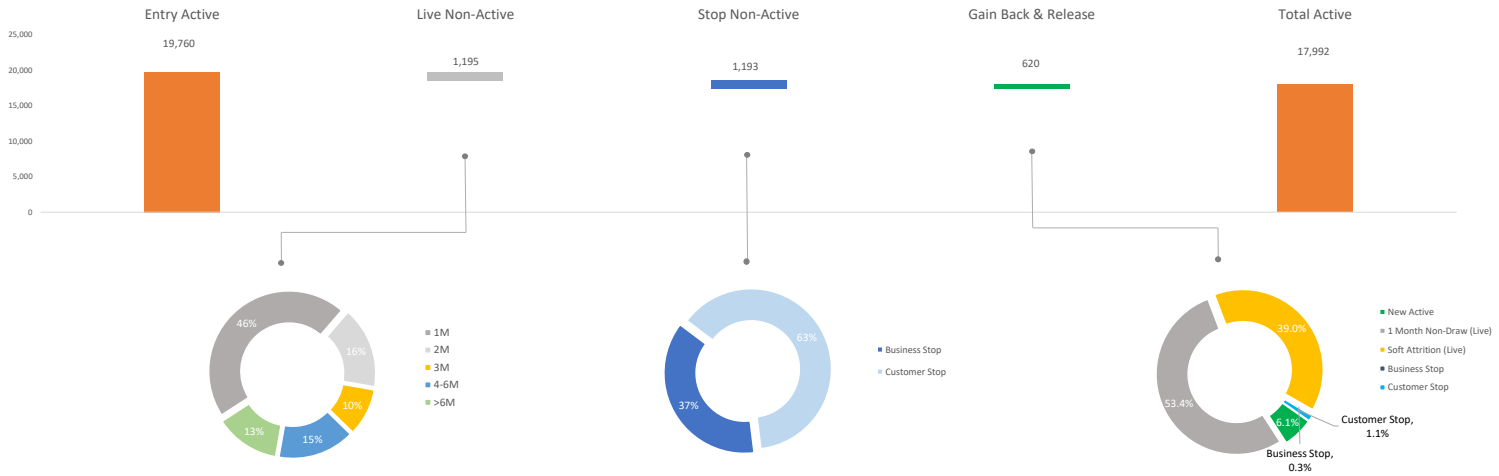 Entry Active
Live Non-Active
Stop Non-Active
Gain Back & Release
Total Active
25,000
20,000
15,000
10,000
5,000
0
19,760
1,195
1,193
620
17,992
46%
16%
10%
15%
13%
1M
2M
3M
4-6M
>6M
63%
37%
Business Stop
Customer Stop
39.0%
53.4%
6.1%
Customer Stop,
1.1%
Business Stop,
0.3%
New Active
1 Month Non-Draw (Live)
Soft Attrition (Live)
Business Stop
Customer Stop